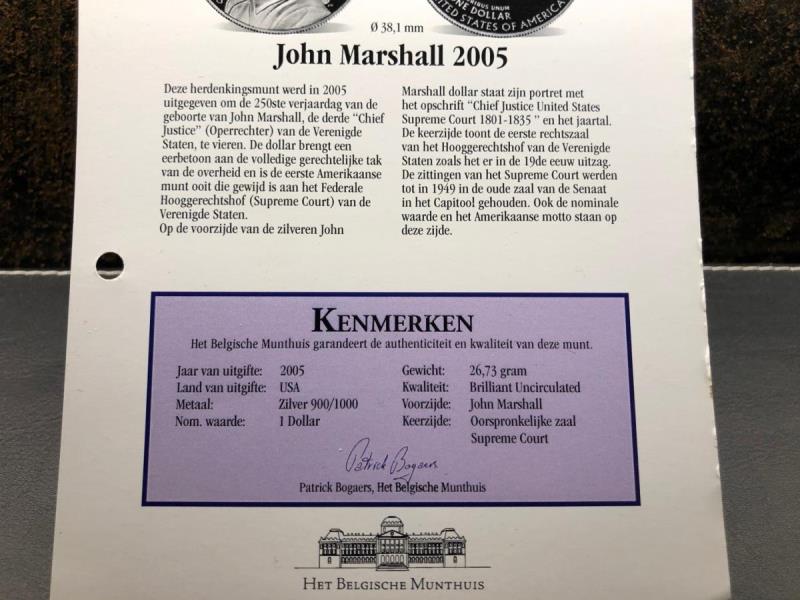 RIBUS UNUM
ONE DOLLAR
UNITED STATES OF AMERICA
Ø 38,1 mm
John Marshall 2005
Deze herdenkingsmunt werd in 2005
uitgegeven om de 250ste verjaardag van de
geboorte van John Marshall, de derde "Chief
Justice" (Operrechter) van de Verenigde
Staten, te vieren. De dollar brengt een
eerbetoon aan de volledige gerechtelijke tak
van de overheid en is de eerste Amerikaanse
munt ooit die gewijd is aan het Federale
Hooggerechtshof (Supreme Court) van de
Verenigde Staten.
Op de voorzijde van de zilveren John
Marshall dollar staat zijn portret met
het opschrift "Chief Justice United States
Supreme Court 1801-1835 " en het jaartal.
De keerzijde toont de eerste rechtszaal
van het Hooggerechtshof van de Verenigde
Staten zoals het er in de 19de eeuw uitzag.
De zittingen van het Supreme Court werden
tot in 1949 in de oude zaal van de Senaat
in het Capitool gehouden. Ook de nominale
waarde en het Amerikaanse motto staan op
deze zijde.
KENMERKEN
Het Belgische Munthuis garandeert de authenticiteit en kwaliteit van deze munt.
Jaar van uitgifte: 2005
Land van uitgifte: USA
Metaal: Zilver 900/1000
Nom. waarde: 1 Dollar
Gewicht: 26,73 gram
Kwaliteit: Brilliant Uncirculated
Voorzijde: John Marshall
Keerzijde: Oorspronkelijke zaal
Supreme Court
Patrick Bogaers
Patrick Bogaers, Het Belgische Munthuis
HET BELGISCHE MUNTHUIS